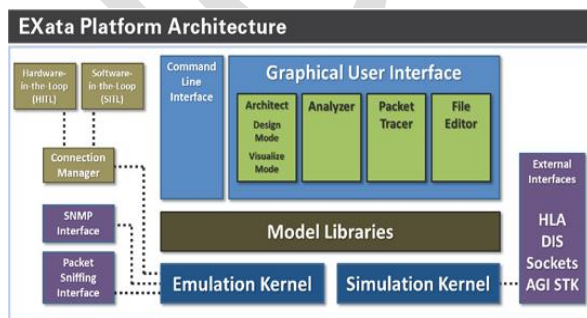 EXata Platform Architecture
Hardware-
in-the-Loop
(HITL)
Software-
in-the-Loop
(SITL)
Connection
Manager
SNMP
Interface
Packet
Sniffing
Interface
Command
Line
Interface
Graphical User Interface
Architect
Design
Mode
Visualize
Mode
Analyzer
Packet
Tracer
File
Editor
Model Libraries
Emulation Kernel
Simulation Kernel
External
Interfaces
HLA
DIS
Sockets
AGI STK